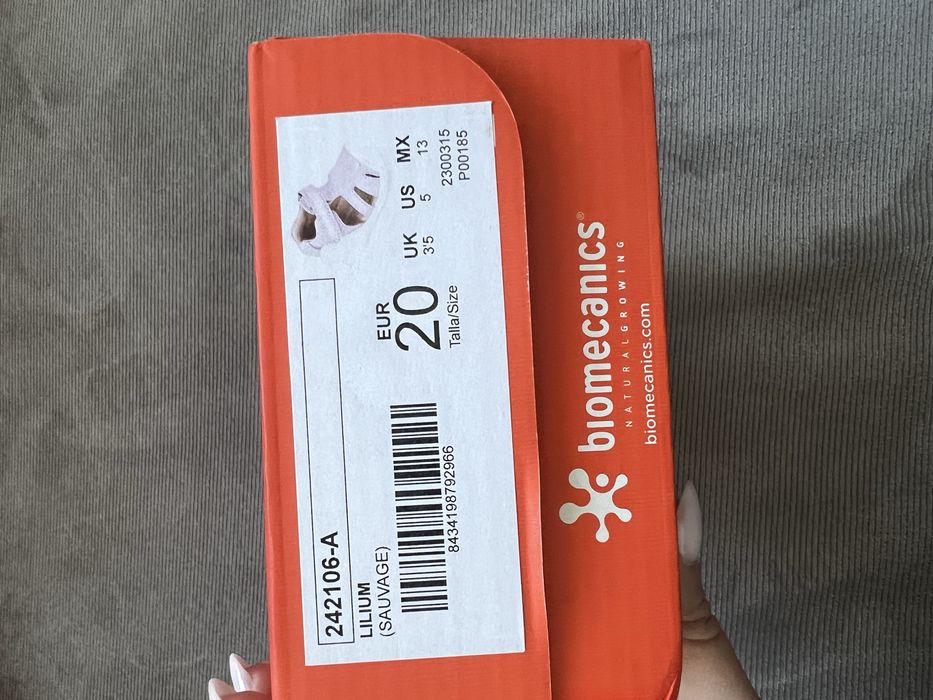 242106-A
LILIUM
(SAUVAGE)
8434198792966
EUR
20
Talla/Size
UK US MX
3'5 5 13
2300315
P00185
biomecanics®
NATURALGROWING
biomecanics.com